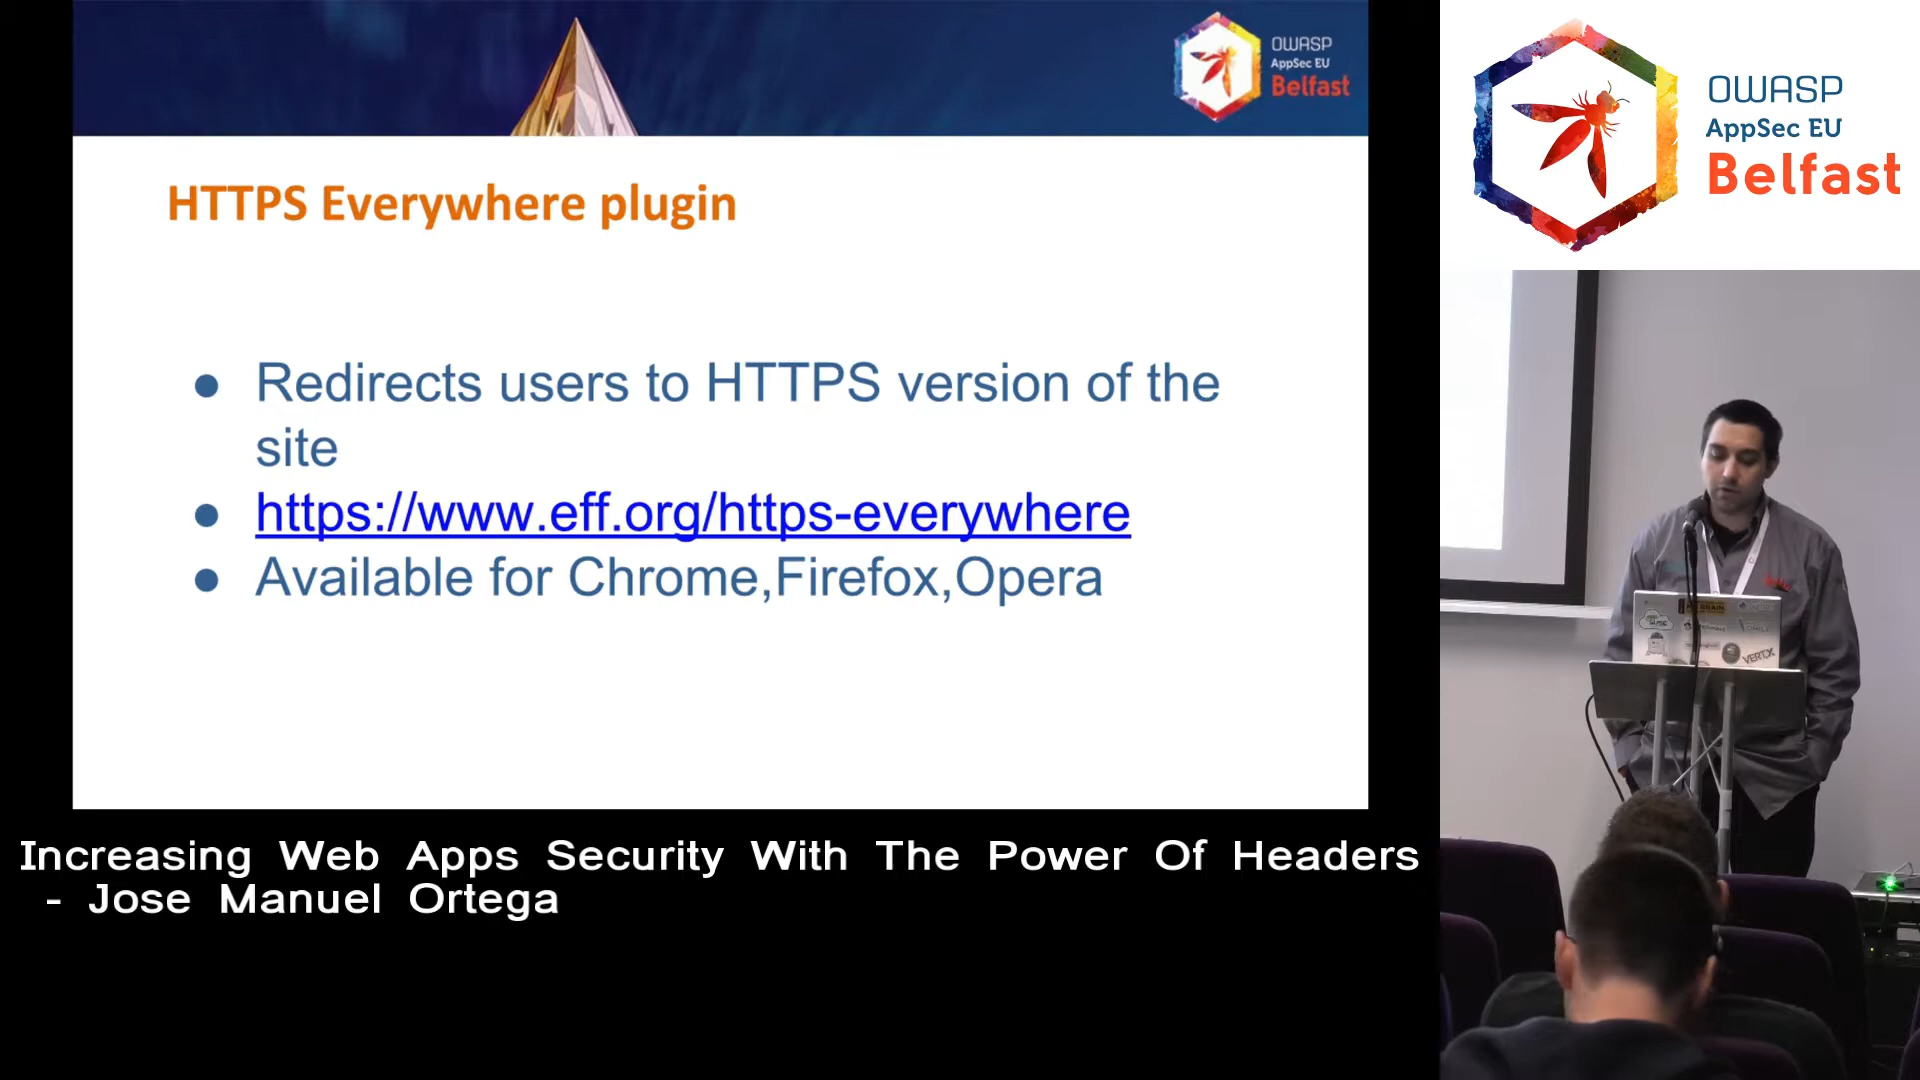 OWASP
AppSec EU
Belfast
HTTPS Everywhere plugin
● Redirects users to HTTPS version of the
site
● https://www.eff.org/https-everywhere
● Available for Chrome,Firefox,Opera
Increasing Web Apps Security With The Power Of Headers
- Jose Manuel Ortega
OWASP
AppSec EU
Belfast
VERT.X